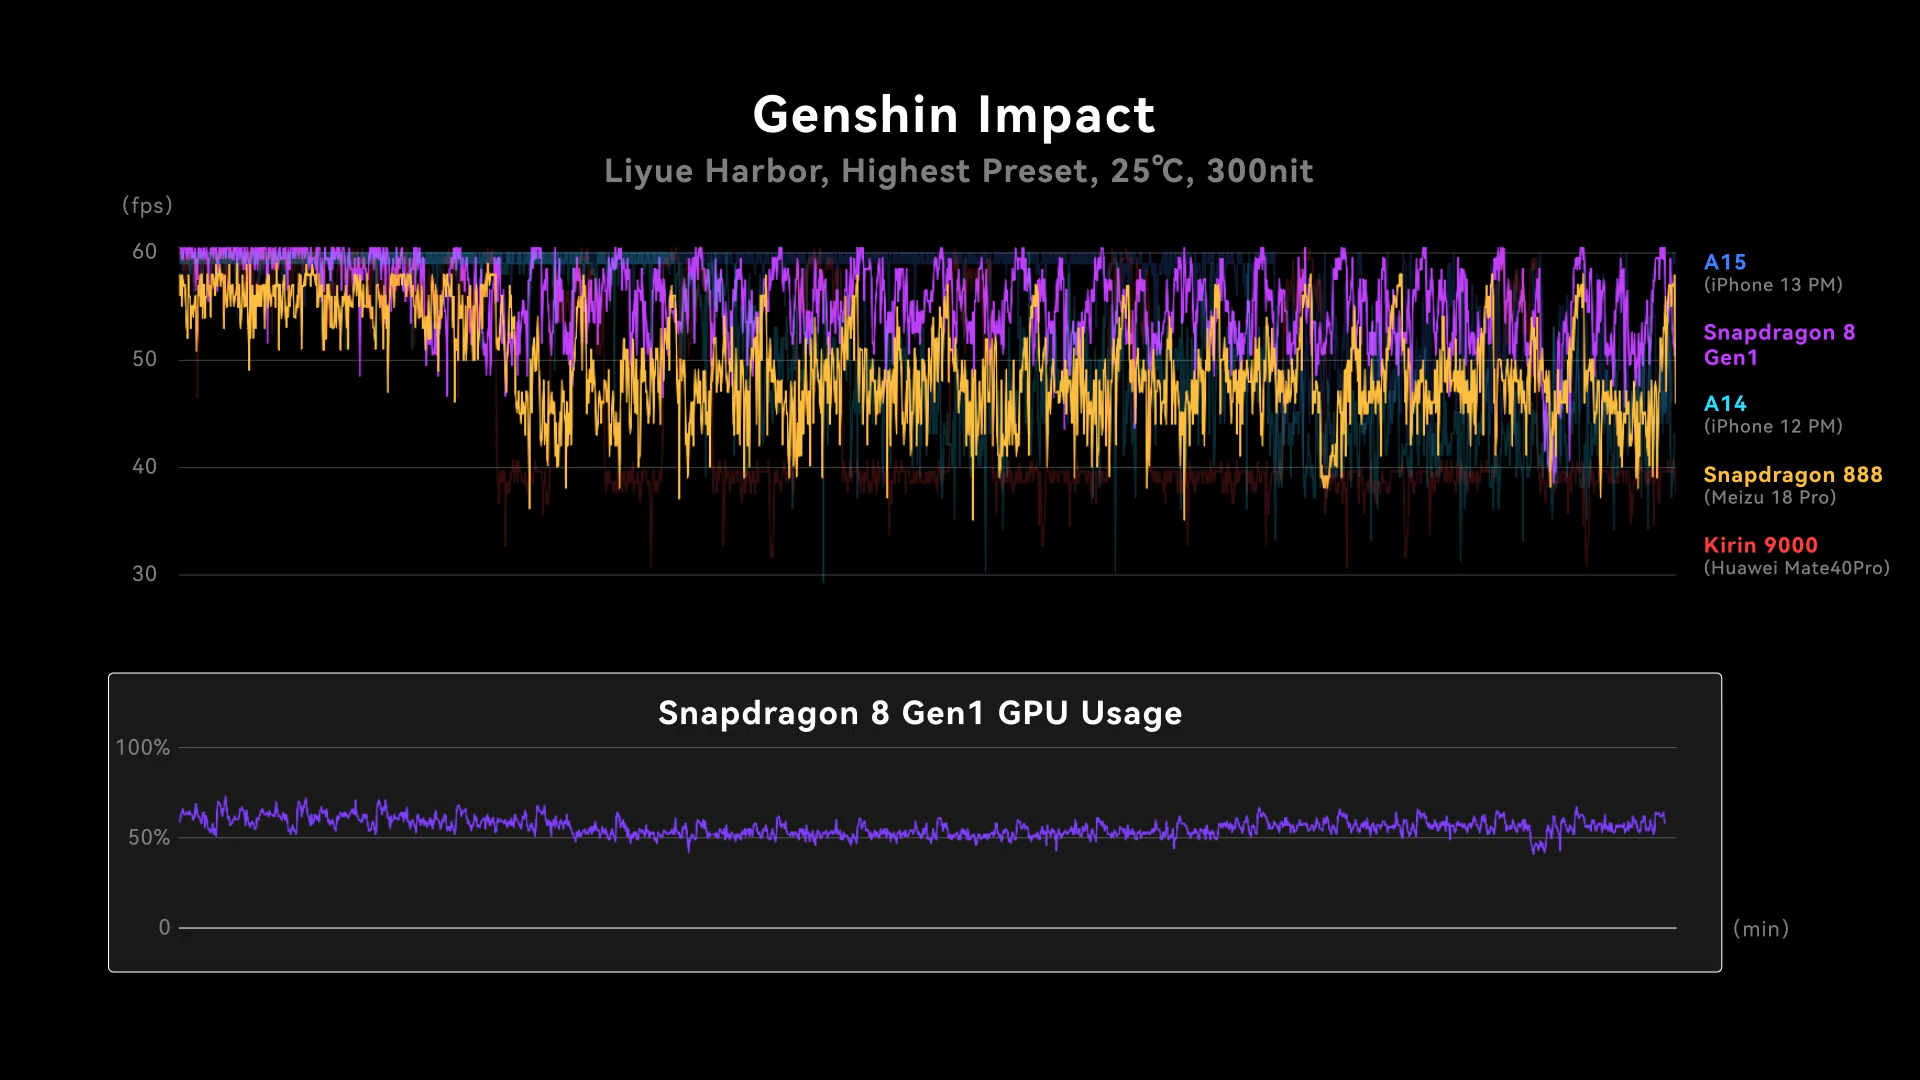 Genshin Impact
Liyue Harbor, Highest Preset, 25℃, 300nit
(fps)
60
50
40
30
A15
(iPhone 13 PM)
Snapdragon 8
Gen1
A14
(iPhone 12 PM)
Snapdragon 888
(Meizu 18 Pro)
Kirin 9000
(Huawei Mate40Pro)
Snapdragon 8 Gen1 GPU Usage
100%
50%
0
(min)